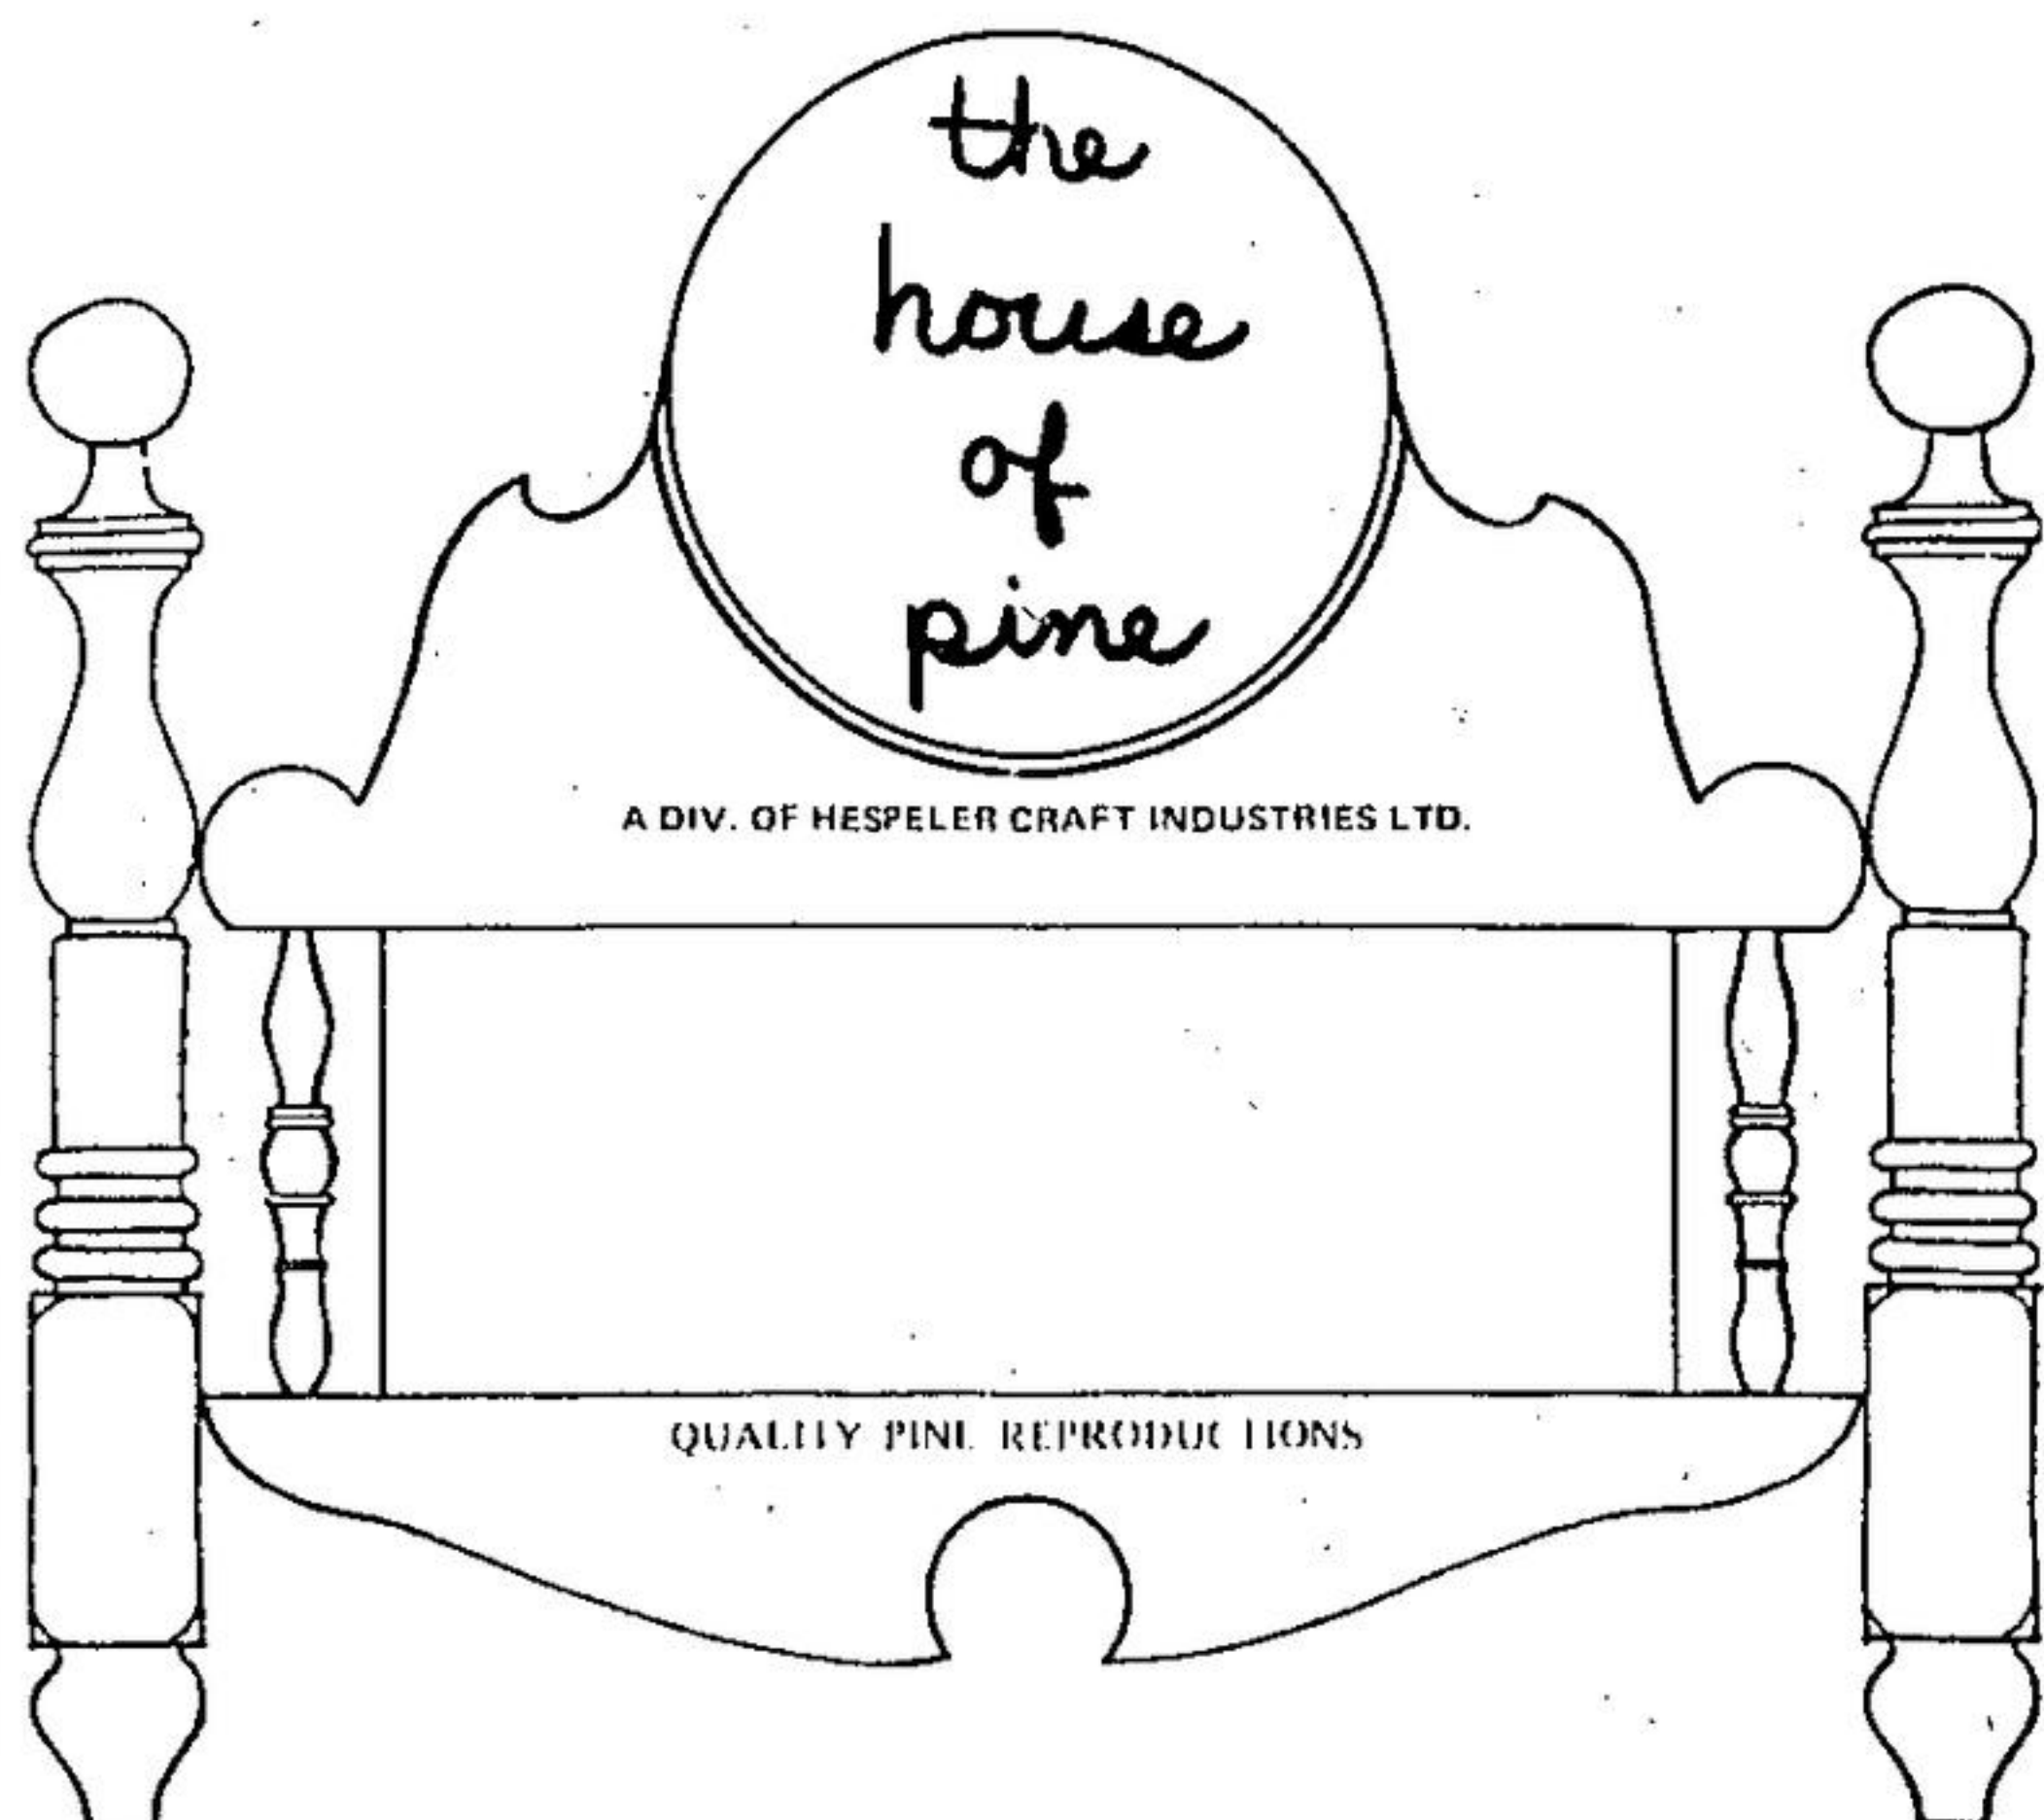 the
house
of
pine
A DIV. OF HESPELER CRAFT INDUSTRIES LTD.
QUALITY PINE REPRODUCTIONS